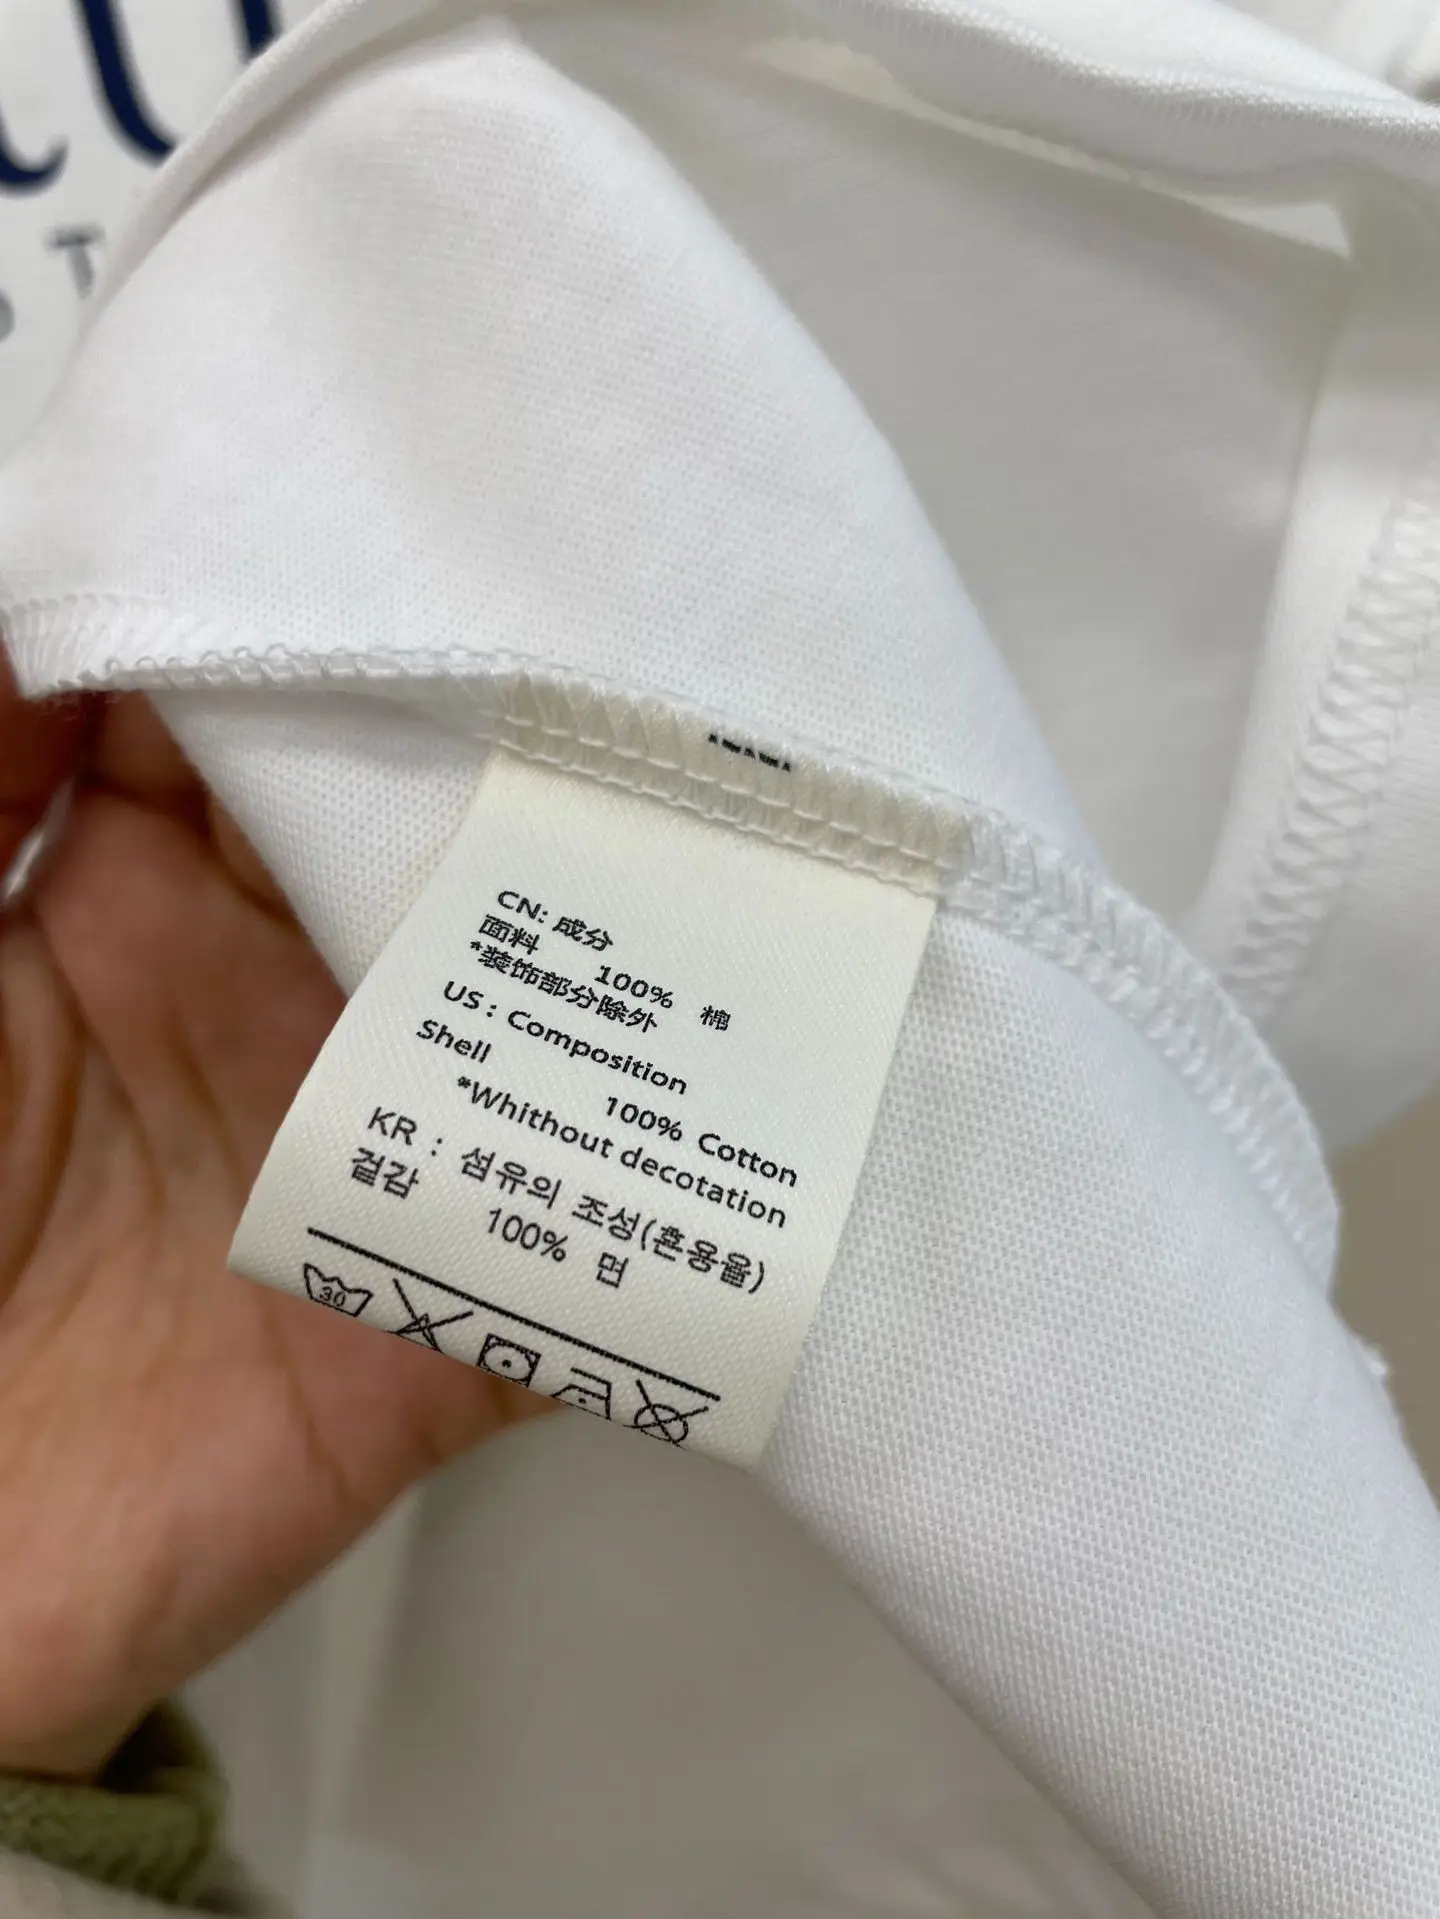 CN: 成分
面料 100% 棉
*装饰部分除外
US: Composition
Shell 100% Cotton
*Whithout decotation
KR : 섬유의 조성(혼용율)
겉감 100% 면
30